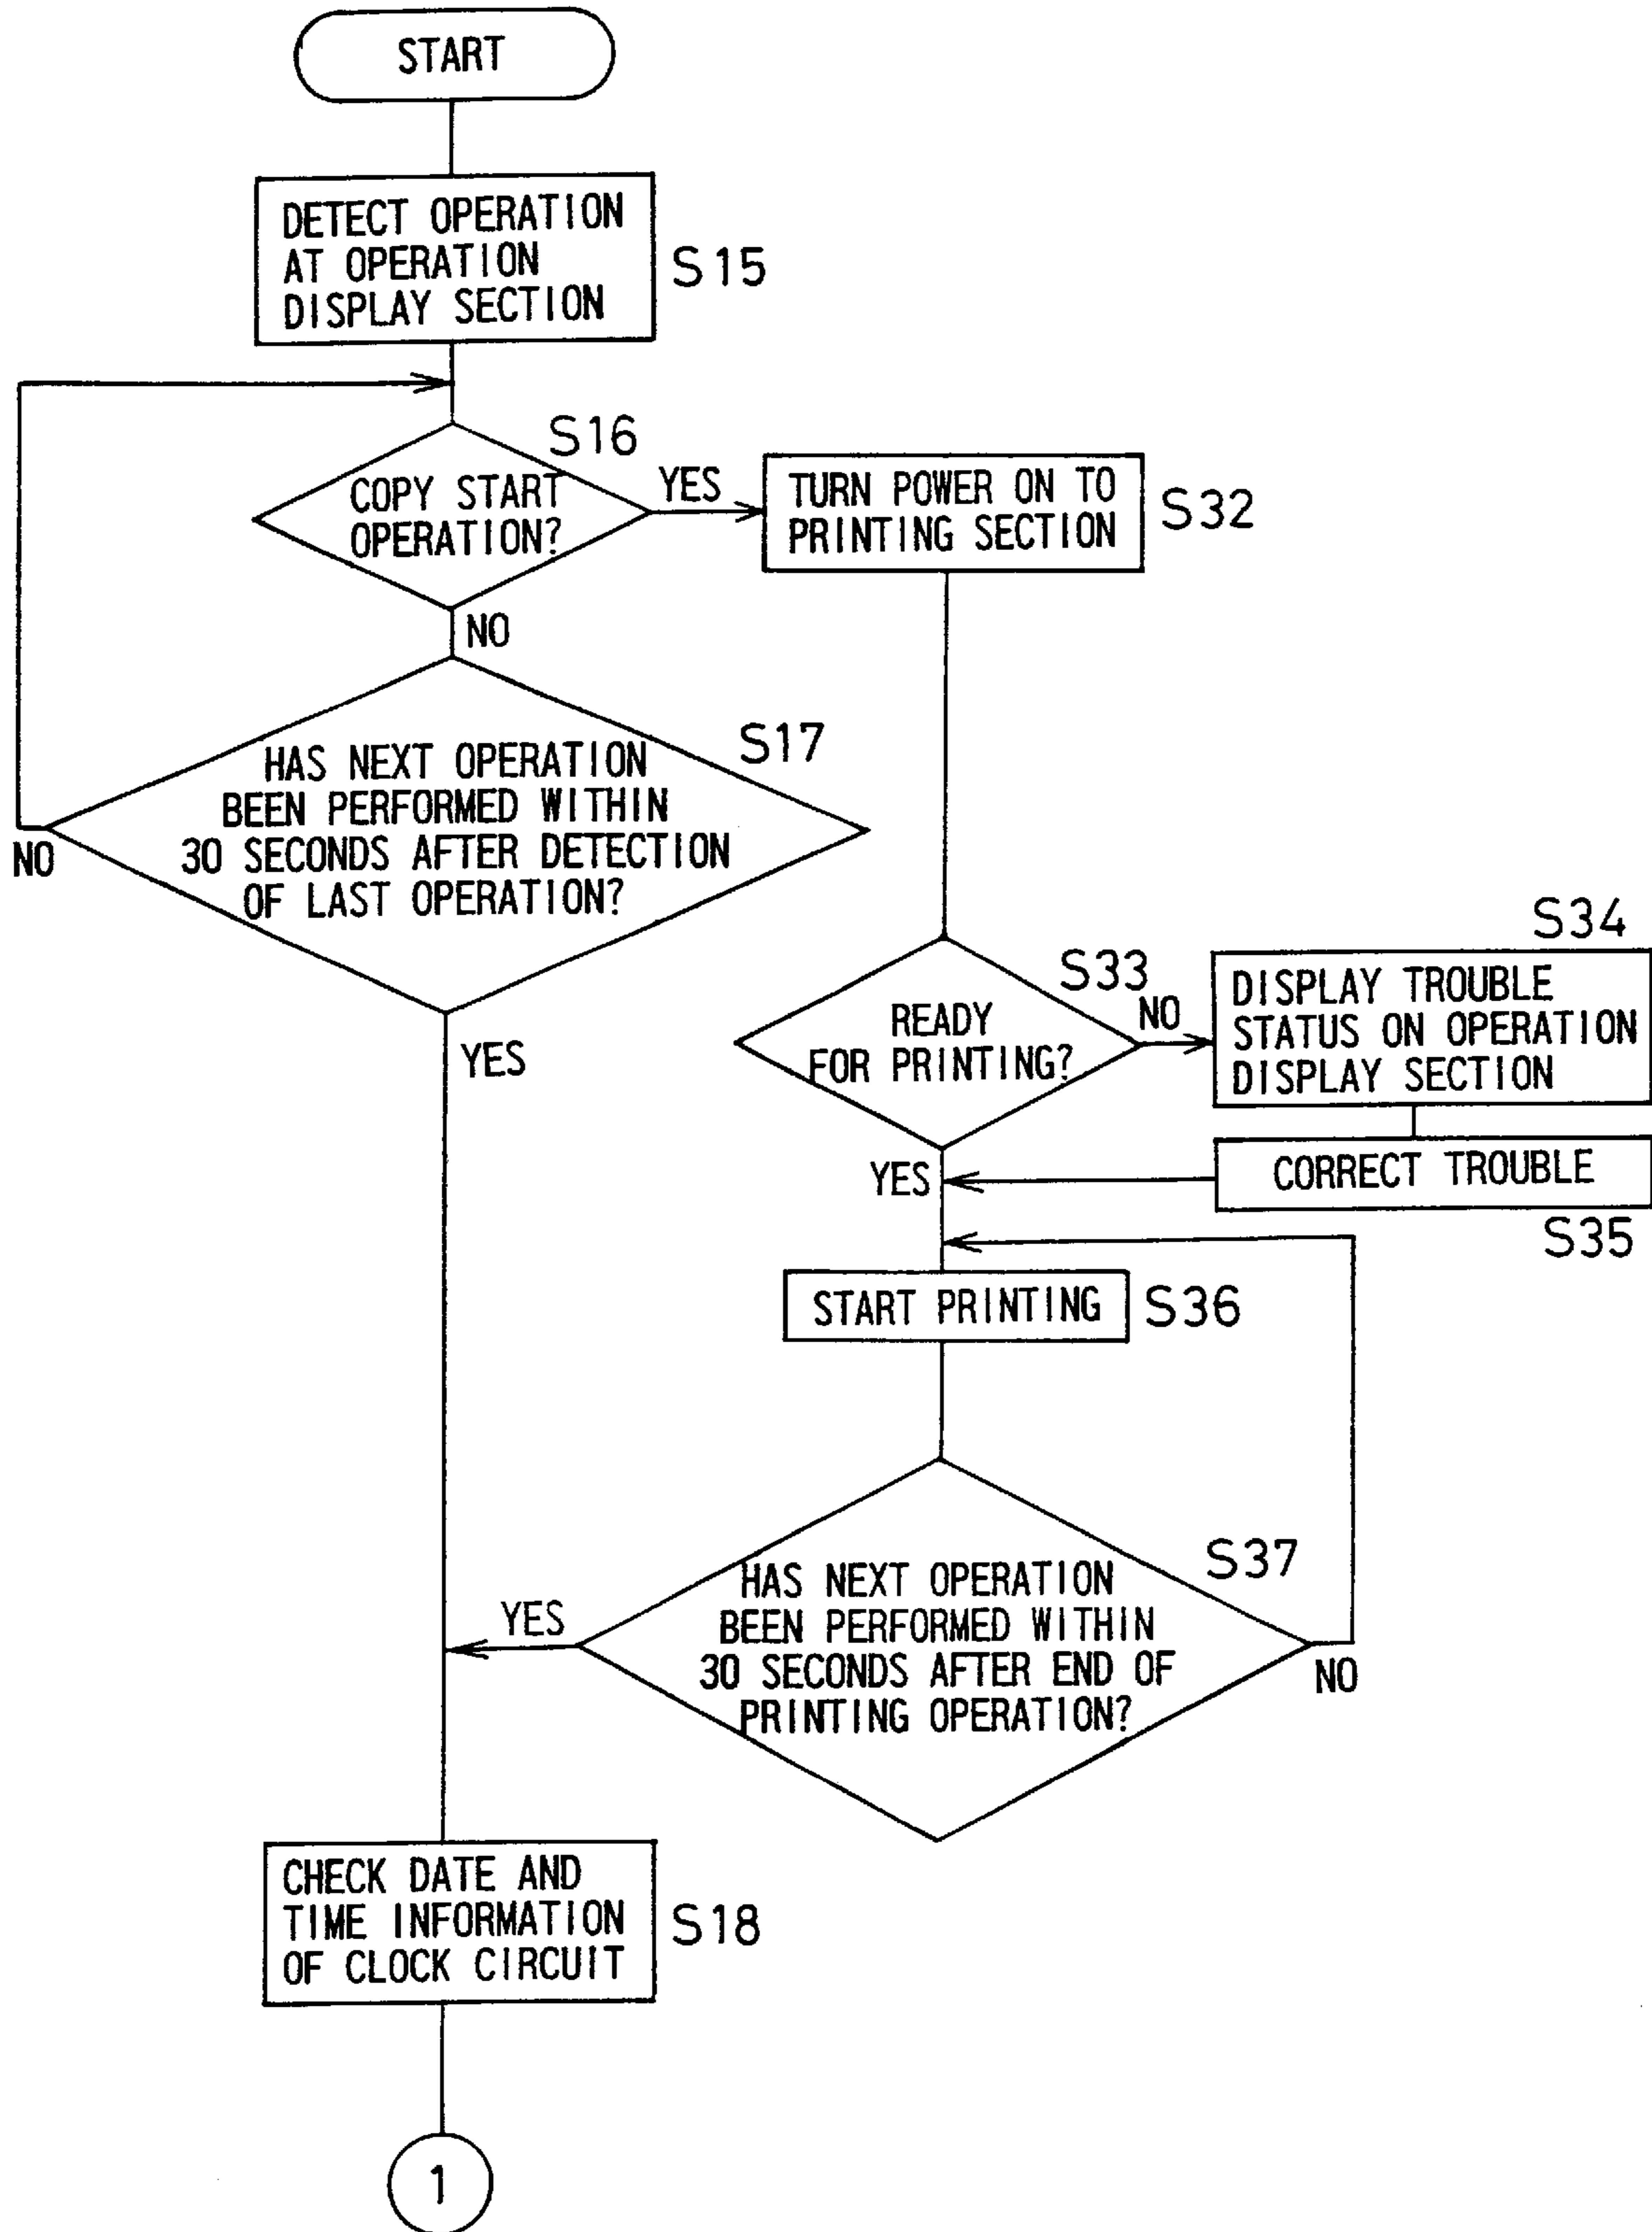 START
DETECT OPERATION
AT OPERATION
DISPLAY SECTION
S15
S16
COPY START
OPERATION?
YES
TURN POWER ON TO
PRINTING SECTION
S32
NO
S17
HAS NEXT OPERATION
BEEN PERFORMED WITHIN
30 SECONDS AFTER DETECTION
OF LAST OPERATION?
NO
YES
S33
READY
FOR PRINTING?
NO
S34
DISPLAY TROUBLE
STATUS ON OPERATION
DISPLAY SECTION
YES
CORRECT TROUBLE
S35
START PRINTING
S36
S37
HAS NEXT OPERATION
BEEN PERFORMED WITHIN
30 SECONDS AFTER END OF
PRINTING OPERATION?
YES
NO
CHECK DATE AND
TIME INFORMATION
OF CLOCK CIRCUIT
S18
1